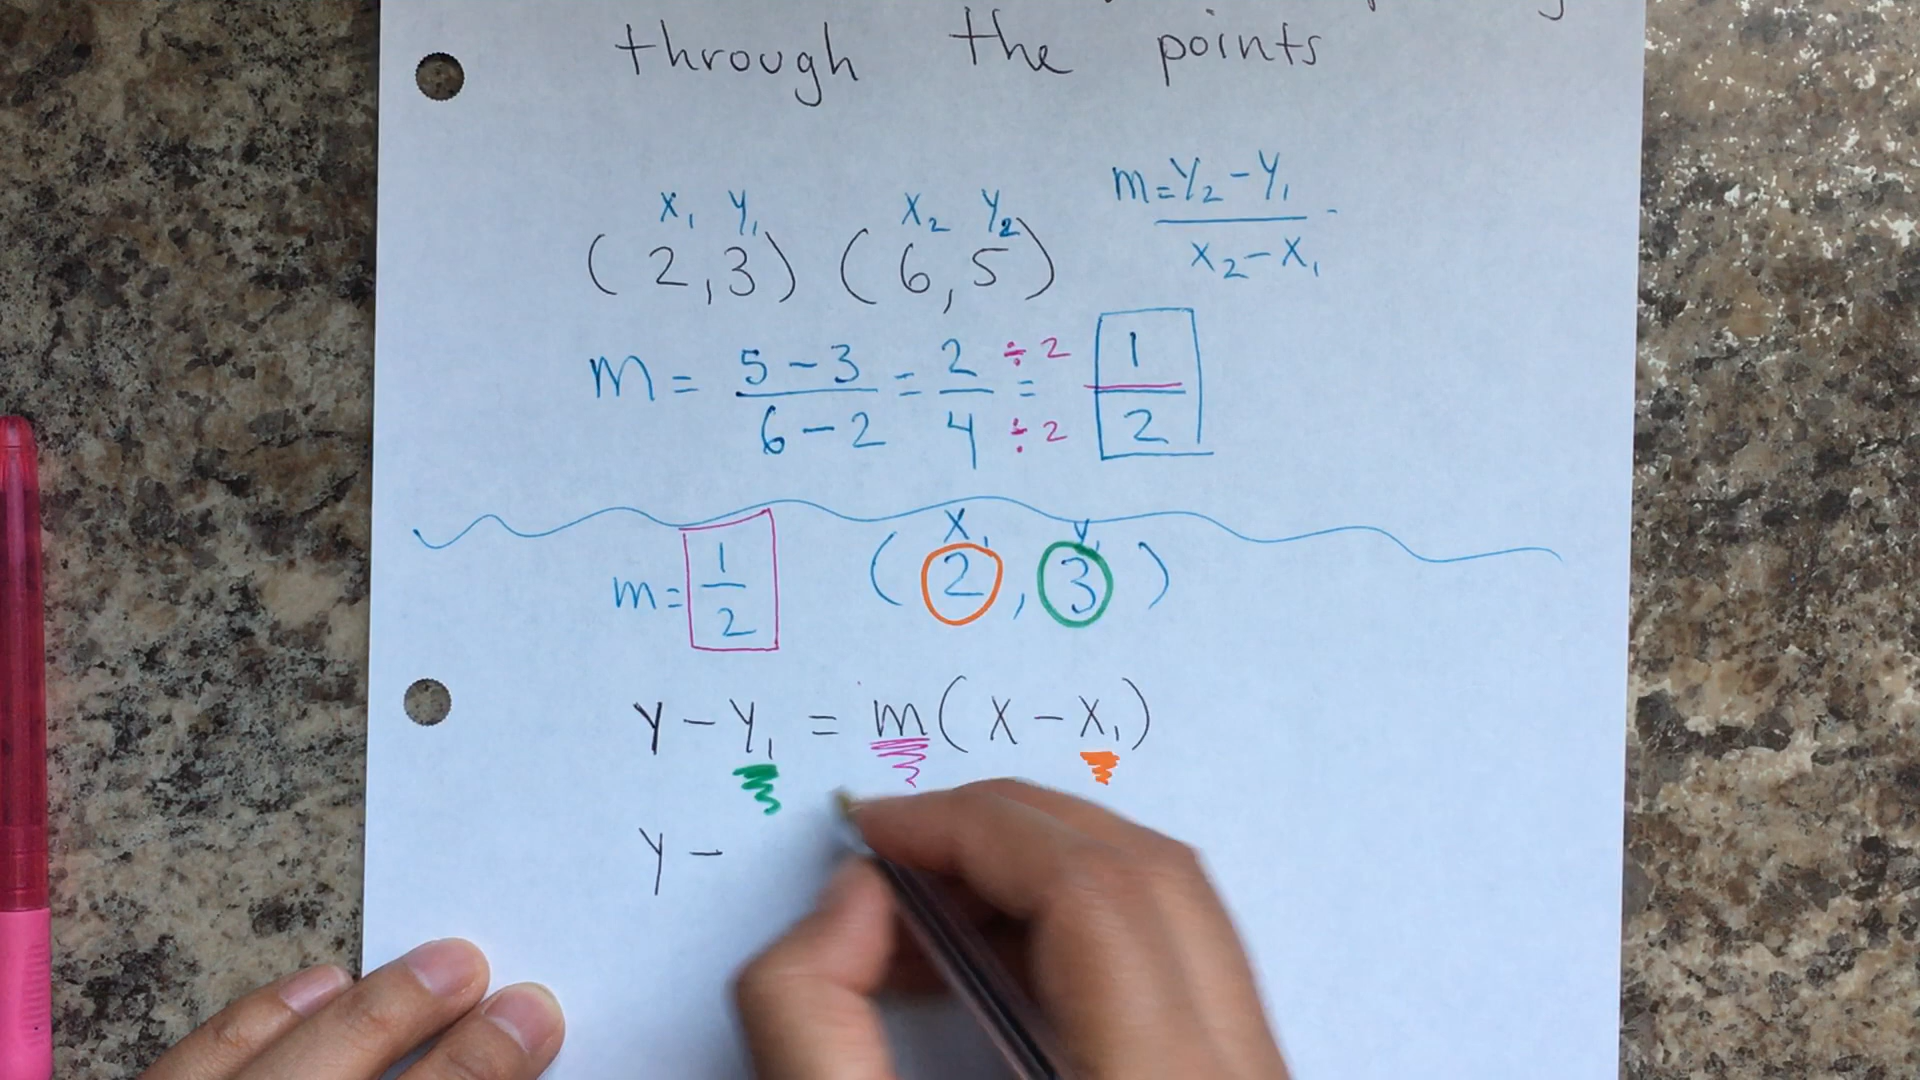 through the points
x₁ y₁ x₂ y₂
(2,3) (6,5)
m = y₂-y₁
x₂-x₁
m = 5-3 = 2 ÷2 = 1
6-2 4 ÷2 2
x₁ y₁
m= 1 (2, 3)
2
y-y₁ = m(x-x₁)
y-